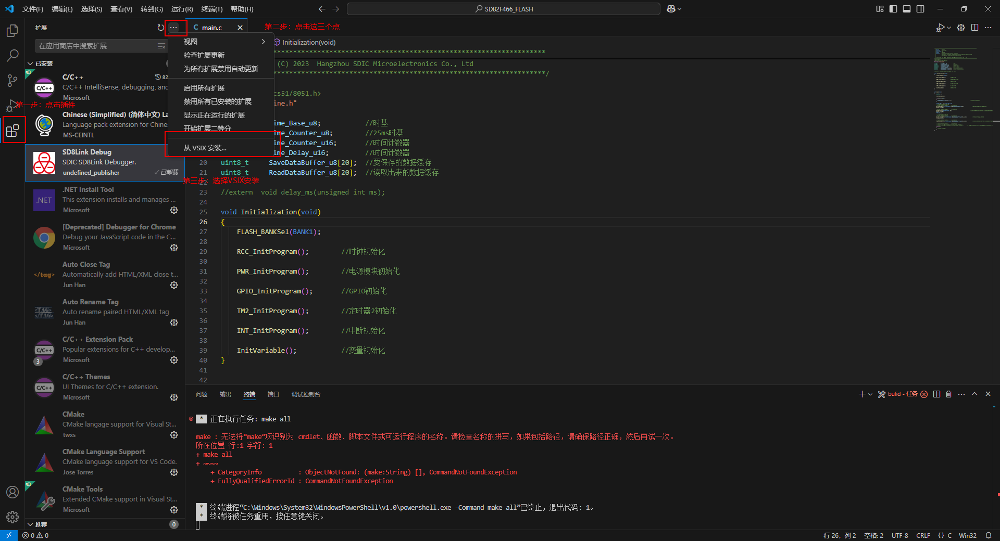 文件(F) 编辑(E) 选择(S) 查看(V) 转到(G) 运行(R) 终端(T) 帮助(H)
SD82F466_FLASH
扩展
在应用商店中搜索扩展
已安装
C/C++
82
C/C++ IntelliSense, debugging, and
Microsoft
第一步：点击插件
Chinese (Simplified) (简体中文) La
Language pack extension for Chine
MS-CEINTL
SD8Link Debug
SDIC SD8Link Debugger.
undefined_publisher
已卸载
.NET
.NET Install Tool
This extension installs and manages ...
Microsoft
[Deprecated] Debugger for Chrome
Debug your JavaScript code in the C...
Microsoft
</tag>
Auto Close Tag
Automatically add HTML/XML close t...
Jun Han
<TAG>
</TAG>
Auto Rename Tag
Auto rename paired HTML/XML tag
Jun Han
C/C++
3
C/C++ Extension Pack
Popular extensions for C++ develop...
Microsoft
C/C++
C/C++ Themes
UI Themes for C/C++ extension.
Microsoft
CMake
CMake langage support for Visual St...
twxs
CMake Language Support
CMake language support for VS Code.
Jose Torres
CMake Tools
Extended CMake support in Visual St...
Microsoft
推荐
0
视图
检查扩展更新
为所有扩展禁用自动更新
启用所有扩展
禁用所有已安装的扩展
显示正在运行的扩展
开始扩展二等分
从 VSIX 安装...
第三步：选择VSIX安装
C main.c
第二步：点击这三个点
Initialization(void)
********************************************************************
(C) 2023  Hangzhou SDIC Microelectronics Co., Ltd
********************************************************************/
cs51/8051.h>
ine.h"
ime_Base_u8; //时基
ime_Counter_u8; //25ms时基
ime_Counter_u16; //时间计数器
ime_Delay_u16; //时间计数器
20 uint8_t SaveDataBuffer_u8[20]; //要保存的数据缓存
21 uint8_t ReadDataBuffer_u8[20]; //读取出来的数据缓存
22
23 //extern  void delay_ms(unsigned int ms);
24
25 void Initialization(void)
26 {
27 FLASH_BANKSel(BANK1);
28
29 RCC_InitProgram(); //时钟初始化
30
31 PWR_InitProgram(); //电源模块初始化
32
33 GPIO_InitProgram(); //GPIO初始化
34
35 TM2_InitProgram(); //定时器2初始化
36
37 INT_InitProgram(); //中断初始化
38
39 InitVariable(); //变量初始化
40 }
41
42
问题 输出 终端 端口 调试控制台
bulid - 任务
* 正在执行任务: make all
make : 无法将“make”项识别为 cmdlet、函数、脚本文件或可运行程序的名称。请检查名称的拼写，如果包括路径，请确保路径正确，然后再试一次。
所在位置 行:1 字符: 1
+ make all
+ ~~~~
+ CategoryInfo : ObjectNotFound: (make:String) [], CommandNotFoundException
+ FullyQualifiedErrorId : CommandNotFoundException
* 终端进程“C:\Windows\System32\WindowsPowerShell\v1.0\powershell.exe -Command make all”已终止，退出代码: 1。
* 终端将被任务重用，按任意键关闭。
0 0
行 26，列 2 空格: 2 UTF-8 CRLF {} C Win32